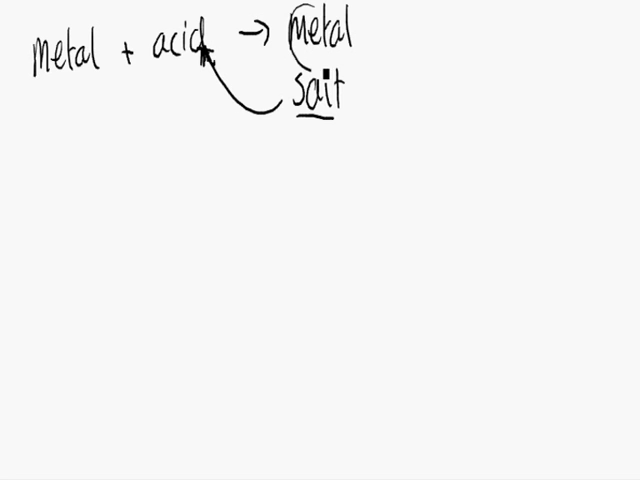 metal + acid → metal
salt